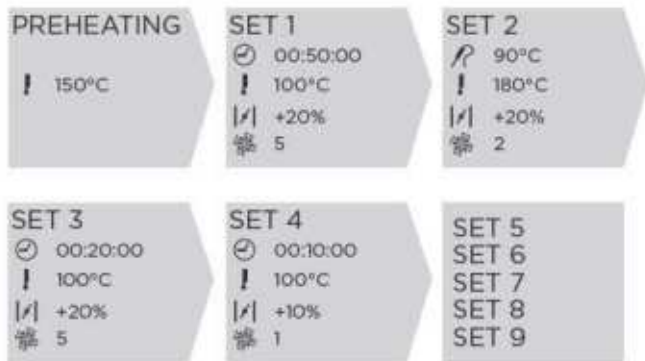 PREHEATING
150°C
SET 1
00:50:00
100°C
+20%
5
SET 2
90°C
180°C
+20%
2
SET 3
00:20:00
100°C
+20%
5
SET 4
00:10:00
100°C
+10%
1
SET 5
SET 6
SET 7
SET 8
SET 9